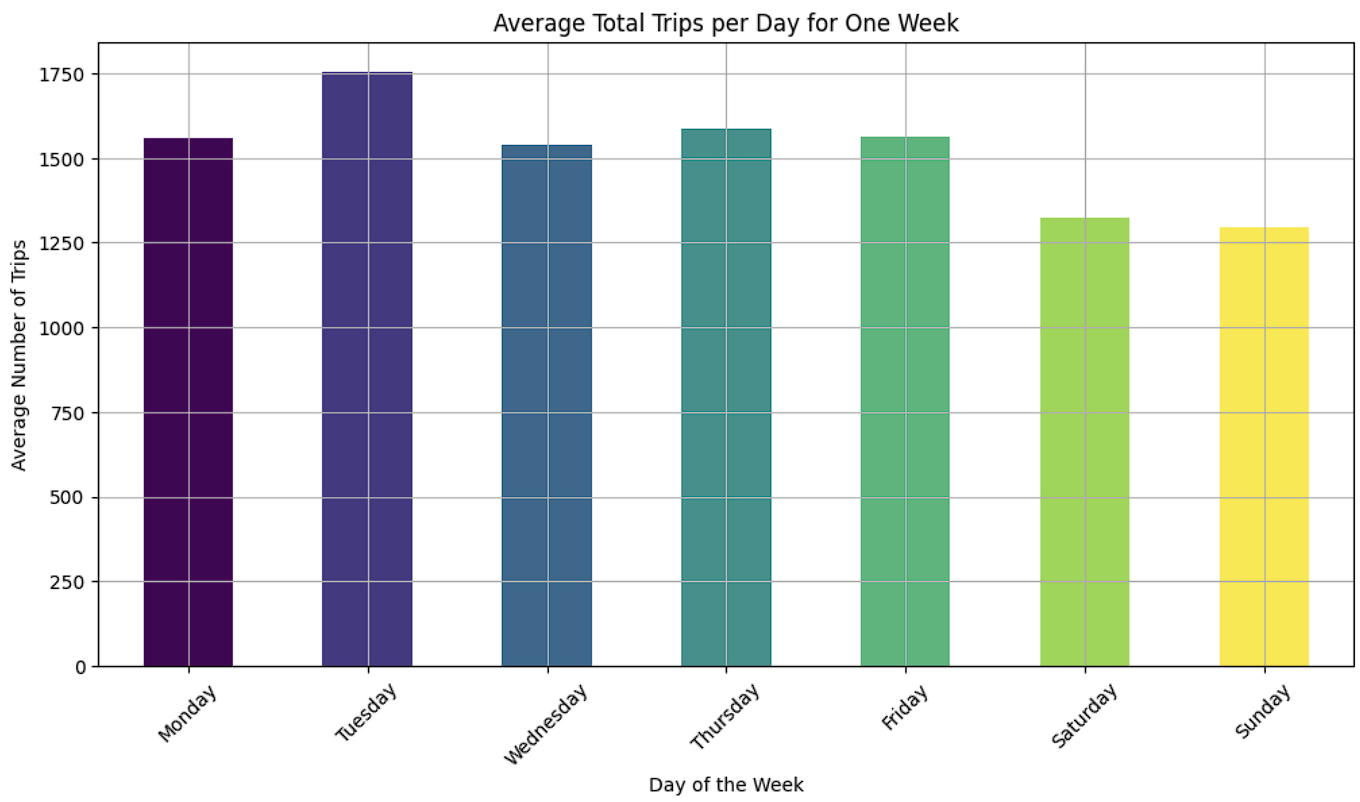 Average Total Trips per Day for One Week
Average Number of Trips
1750
1500
1250
1000
750
500
250
0
Monday
Tuesday
Wednesday
Thursday
Friday
Saturday
Sunday
Day of the Week